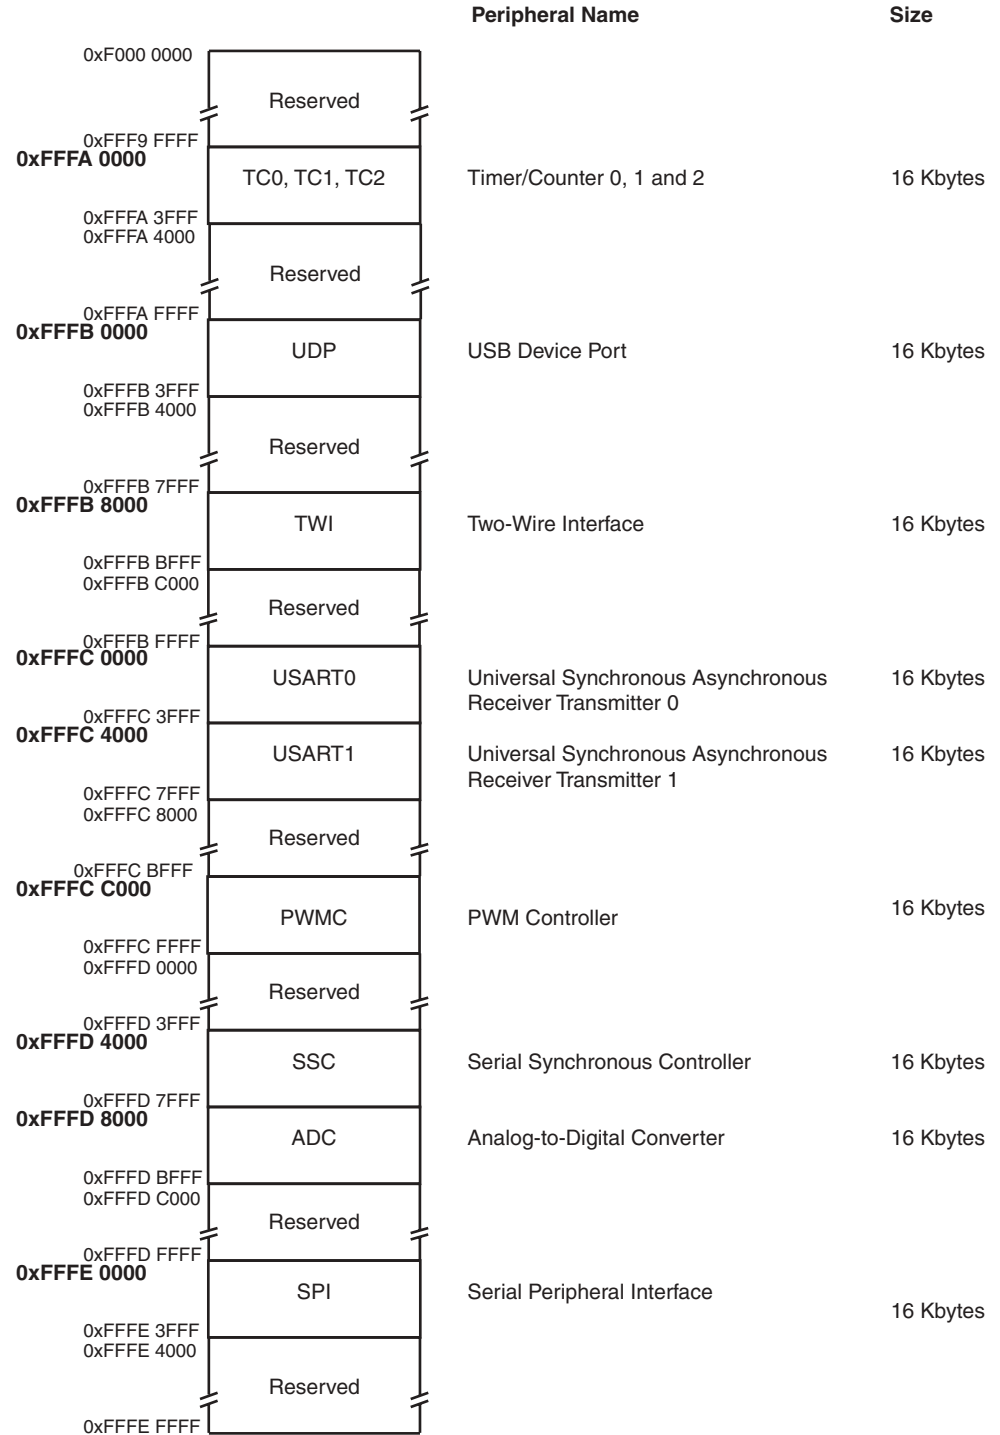 Peripheral Name Size
0xF000 0000
Reserved
0xFFF9 FFFF
0xFFFA 0000
TC0, TC1, TC2 Timer/Counter 0, 1 and 2 16 Kbytes
0xFFFA 3FFF
0xFFFA 4000
Reserved
0xFFFA FFFF
0xFFFB 0000
UDP USB Device Port 16 Kbytes
0xFFFB 3FFF
0xFFFB 4000
Reserved
0xFFFB 7FFF
0xFFFB 8000
TWI Two-Wire Interface 16 Kbytes
0xFFFB BFFF
0xFFFB C000
Reserved
0xFFFB FFFF
0xFFFC 0000
USART0 Universal Synchronous Asynchronous 16 Kbytes
Receiver Transmitter 0
0xFFFC 3FFF
0xFFFC 4000
USART1 Universal Synchronous Asynchronous 16 Kbytes
Receiver Transmitter 1
0xFFFC 7FFF
0xFFFC 8000
Reserved
0xFFFC BFFF
0xFFFC C000
PWMC PWM Controller 16 Kbytes
0xFFFC FFFF
0xFFFD 0000
Reserved
0xFFFD 3FFF
0xFFFD 4000
SSC Serial Synchronous Controller 16 Kbytes
0xFFFD 7FFF
0xFFFD 8000
ADC Analog-to-Digital Converter 16 Kbytes
0xFFFD BFFF
0xFFFD C000
Reserved
0xFFFD FFFF
0xFFFE 0000
SPI Serial Peripheral Interface 16 Kbytes
0xFFFE 3FFF
0xFFFE 4000
Reserved
0xFFFE FFFF